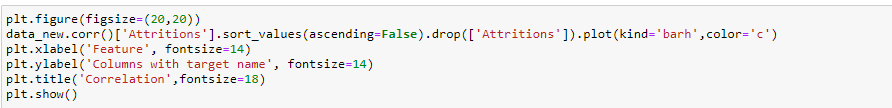 plt.figure(figsize=(20,20))
data_new.corr()['Attritions'].sort_values(ascending=False).drop(['Attritions']).plot(kind='barh',color='c')
plt.xlabel('Feature', fontsize=14)
plt.ylabel('Columns with target name', fontsize=14)
plt.title('Correlation',fontsize=18)
plt.show()